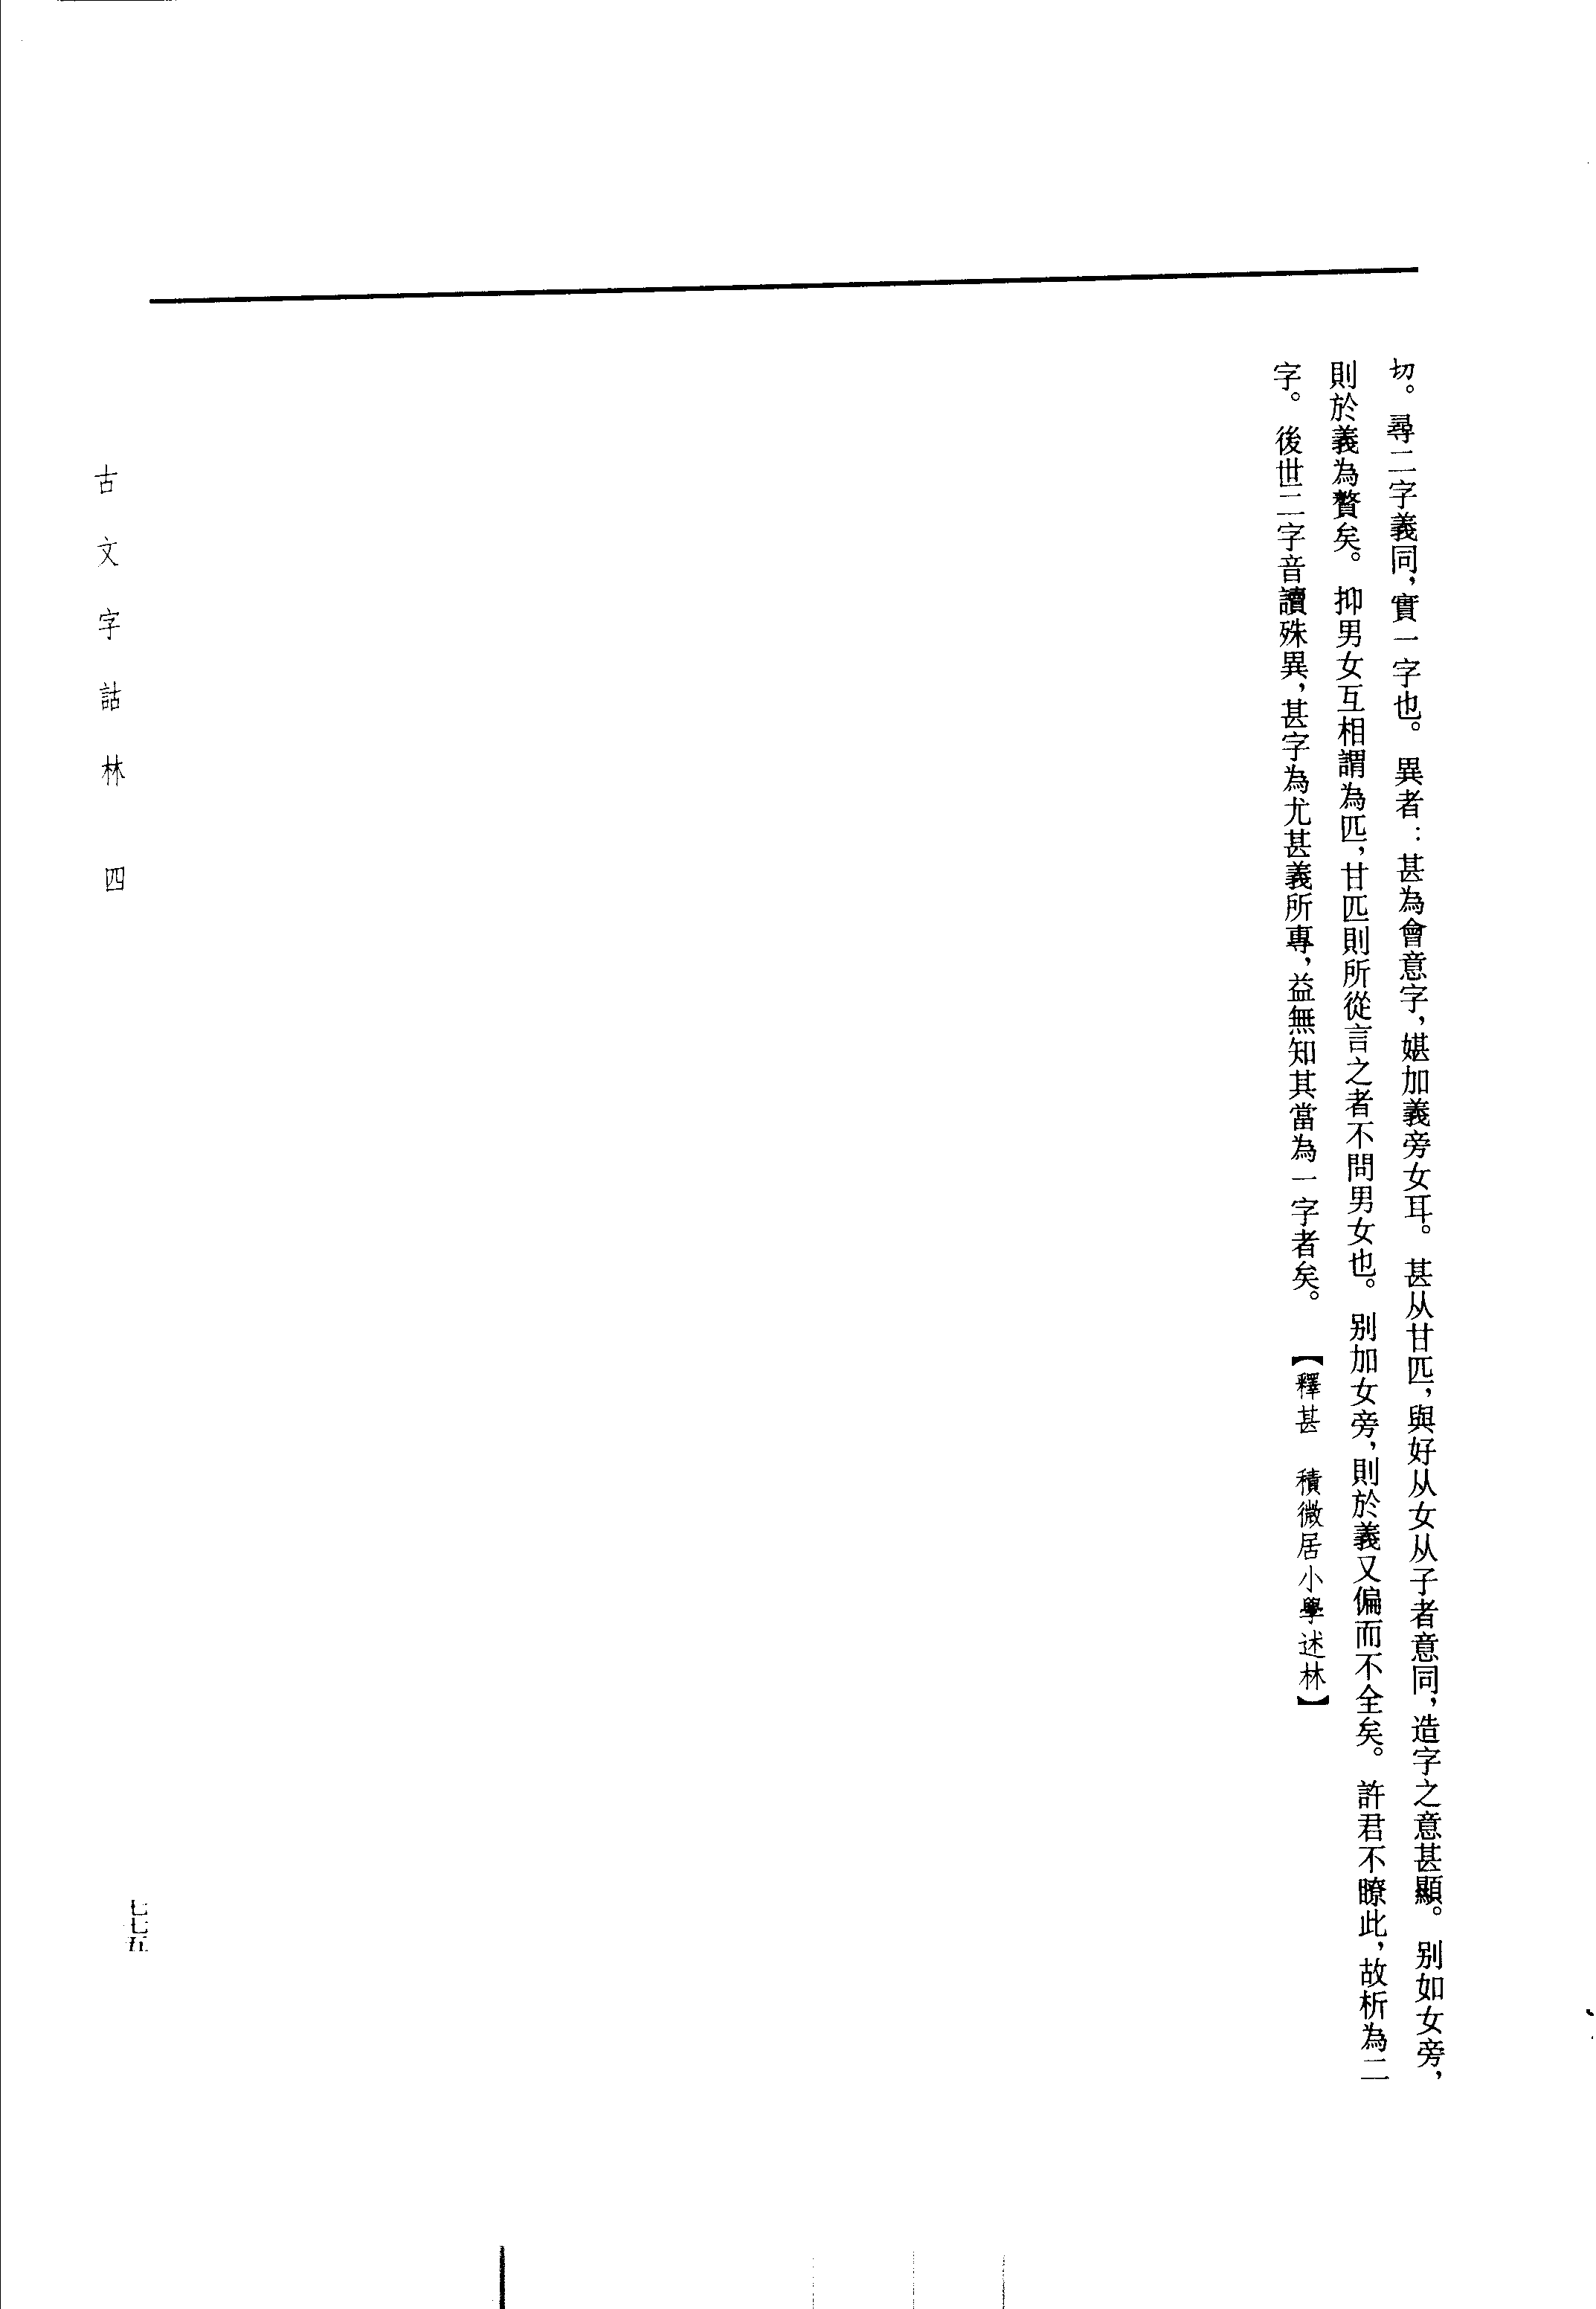 切。尋二字義同，實一字也。異者：甚為會意字，媅加義旁女耳。甚从甘匹，與好从女从子者意同，造字之意甚顯。别如女旁，
則於義為贅矣。抑男女互相謂為匹，甘匹則所從言之者不問男女也。别加女旁，則於義又偏而不全矣。許君不瞭此，故析為二
字。後世二字音讀殊異，甚字為尤甚義所專，益無知其當為一字者矣。【釋甚　積微居小學述林】
古文字詁林　四
七七五